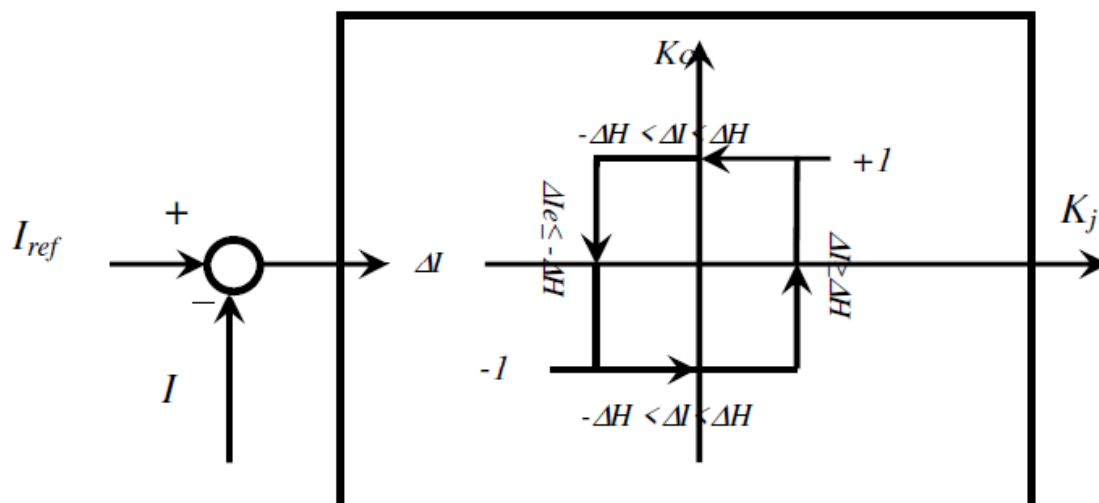 Kc
-ΔH < ΔI < ΔH
+1
+
ΔIe ≤ -ΔH
Kj
Iref
ΔI
ΔI ≥ ΔH
−
-1
I
-ΔH < ΔI < ΔH